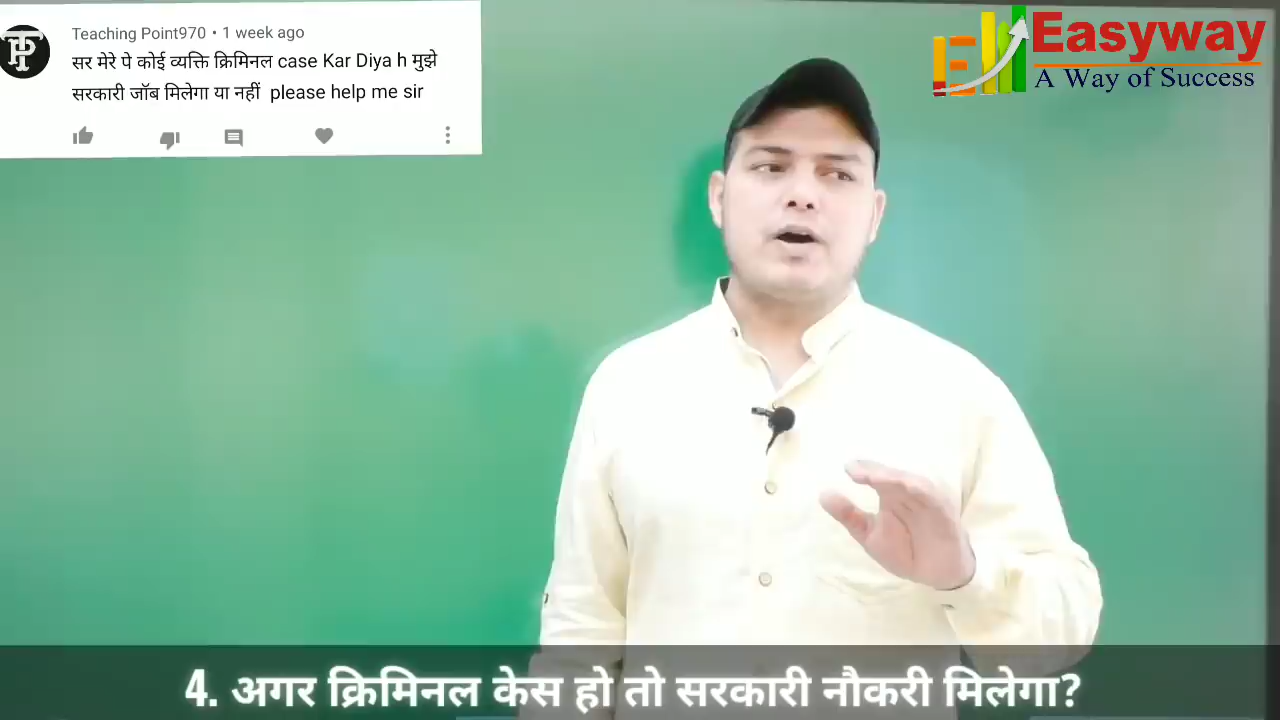 Teaching Point970 • 1 week ago
सर मेरे पे कोई व्यक्ति क्रिमिनल case Kar Diya h मुझे
सरकारी जॉब मिलेगा या नहीं please help me sir
Easyway
A Way of Success
4. अगर क्रिमिनल केस हो तो सरकारी नौकरी मिलेगा?